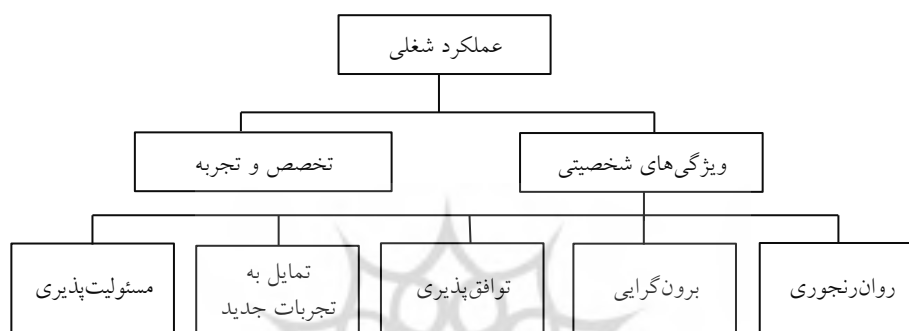 عملکرد شغلی
ویژگی‌های شخصیتی
تخصص و تجربه
روان‌رنجوری
برون‌گرایی
توافق‌پذیری
تمایل به
تجربات جدید
مسئولیت‌پذیری